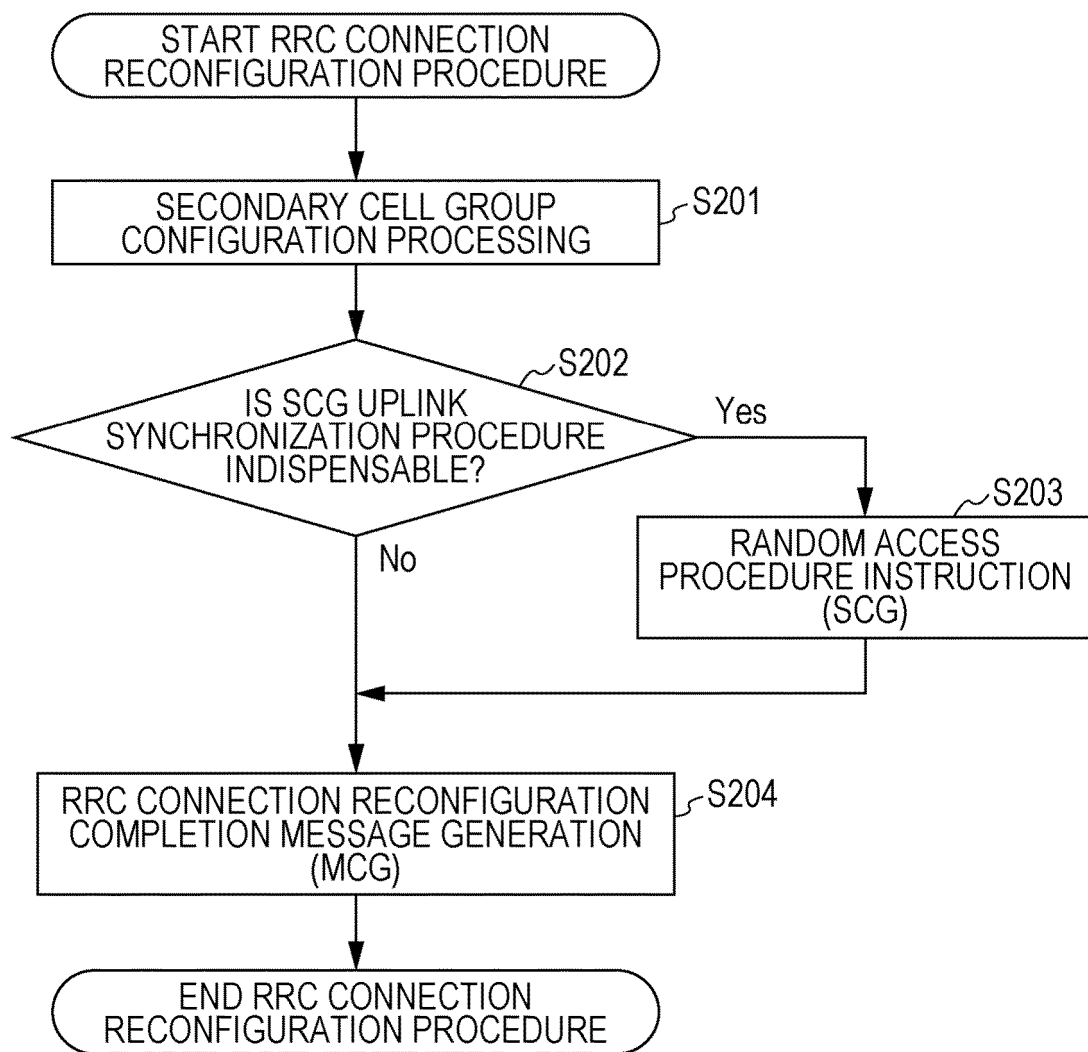 START RRC CONNECTION
RECONFIGURATION PROCEDURE
SECONDARY CELL GROUP
CONFIGURATION PROCESSING
S201
IS SCG UPLINK
SYNCHRONIZATION PROCEDURE
INDISPENSABLE?
S202
Yes
No
RANDOM ACCESS
PROCEDURE INSTRUCTION
(SCG)
S203
RRC CONNECTION RECONFIGURATION
COMPLETION MESSAGE GENERATION
(MCG)
S204
END RRC CONNECTION
RECONFIGURATION PROCEDURE